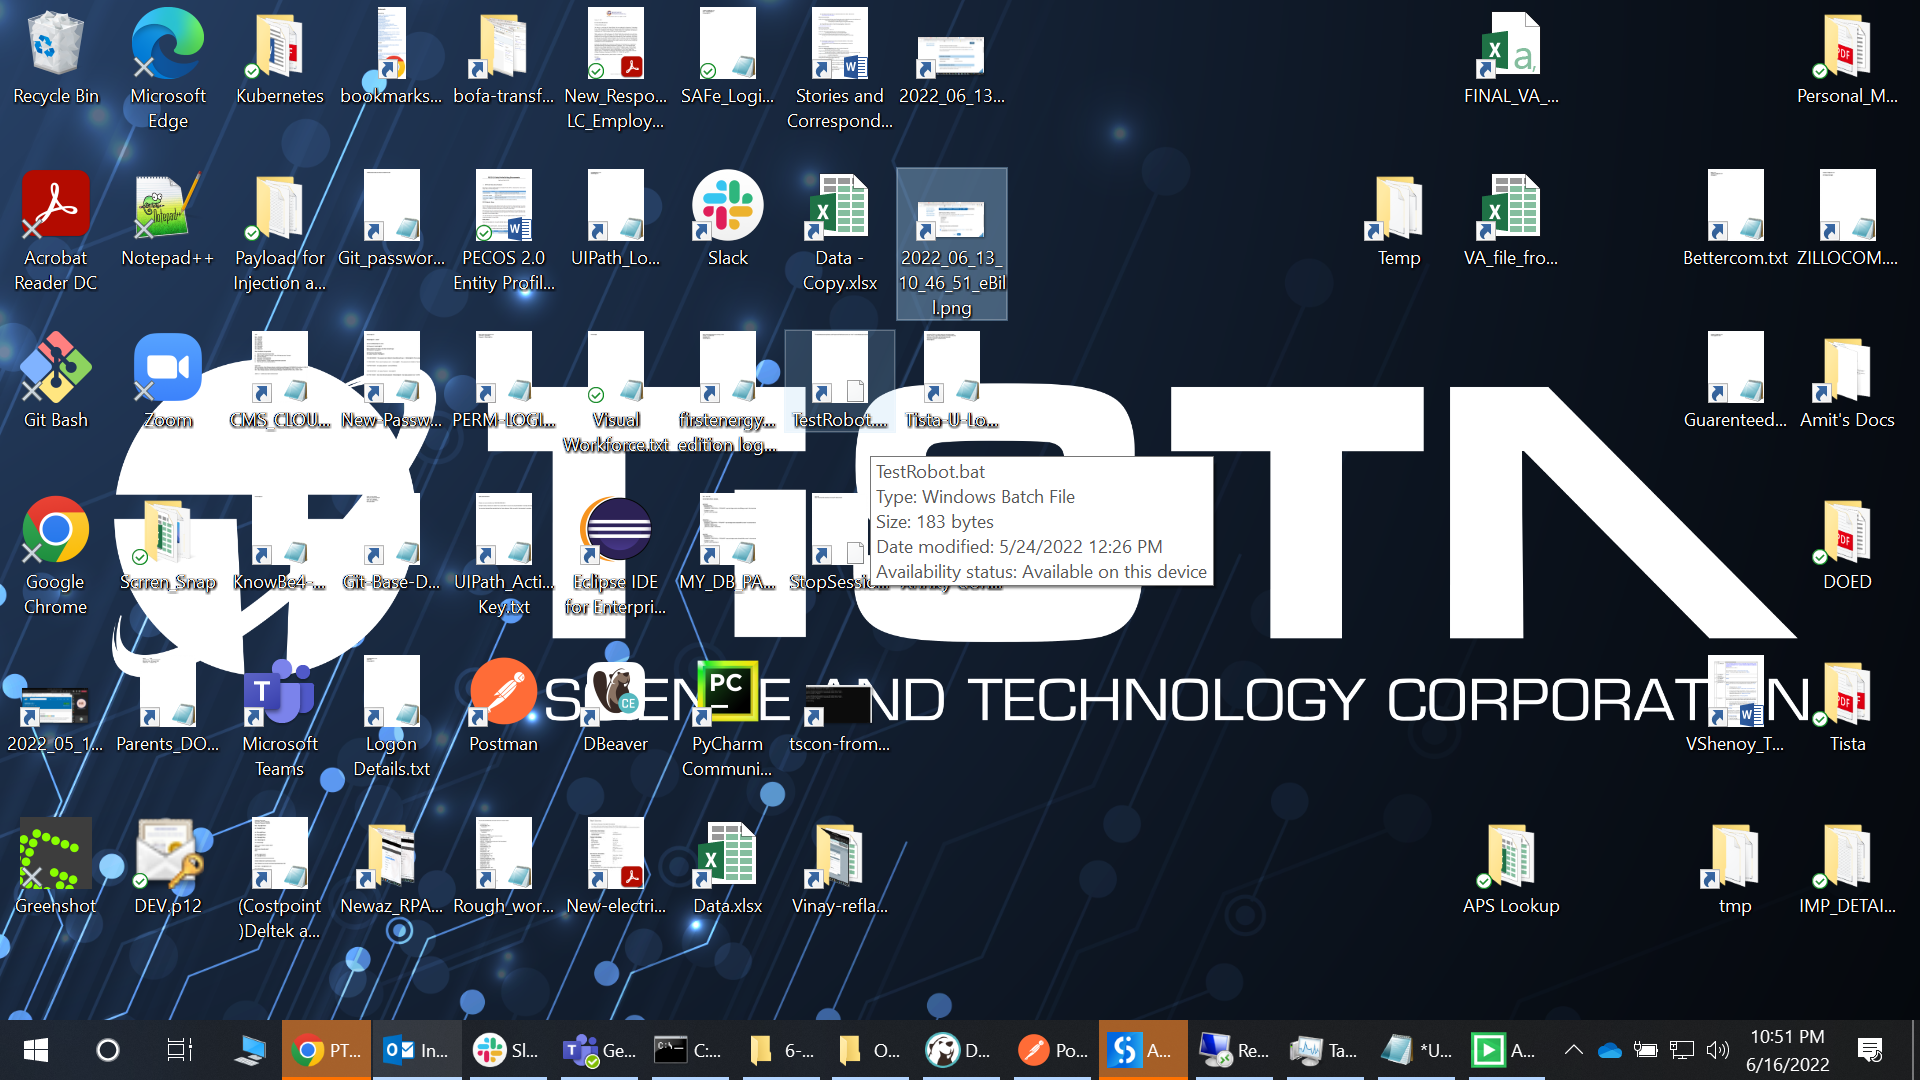 Recycle Bin
Microsoft
Edge
Kubernetes
bookmarks...
bofa-transf...
New_Respo...
LC_Employ...
SAFe_Logi...
Stories and
Correspond...
2022_06_13...
FINAL_VA_...
Personal_M...
Acrobat
Reader DC
Notepad++
Payload for
Injection a...
Git_passwor...
PECOS 2.0
Entity Profil...
UIPath_Lo...
Slack
Data -
Copy.xlsx
2022_06_13_
10_46_51_eBil
l.png
Temp
VA_file_fro...
Bettercom.txt
ZILLOCOM....
Git Bash
Zoom
CMS_CLOU...
New-Passw...
PERM-LOGI...
Visual
Workforce.txt
firstenergy...
edition log...
TestRobot....
Tista-U-Lo...
Guarenteed...
Amit's Docs
TISTA
SCIENCE AND TECHNOLOGY CORPORATION
TestRobot.bat
Type: Windows Batch File
Size: 183 bytes
Date modified: 5/24/2022 12:26 PM
Availability status: Available on this device
Google
Chrome
Scrren_Snap
KnowBe4-...
Git-Base-D...
UIPath_Acti...
Key.txt
Eclipse IDE
for Enterpri...
MY_DB_PA...
StopSessio...
DOED
2022_05_1...
Parents_DO...
Microsoft
Teams
Logon
Details.txt
Postman
DBeaver
PyCharm
Communi...
tscon-from...
VShenoy_T...
Tista
Greenshot
DEV.p12
(Costpoint
)Deltek a...
Newaz_RPA...
Rough_wor...
New-electri...
Data.xlsx
Vinay-refla...
APS Lookup
tmp
IMP_DETAI...
PT...
In...
Sl...
Ge...
C:...
6-...
O...
D...
Po...
A...
Re...
Ta...
*U...
A...
10:51 PM
6/16/2022